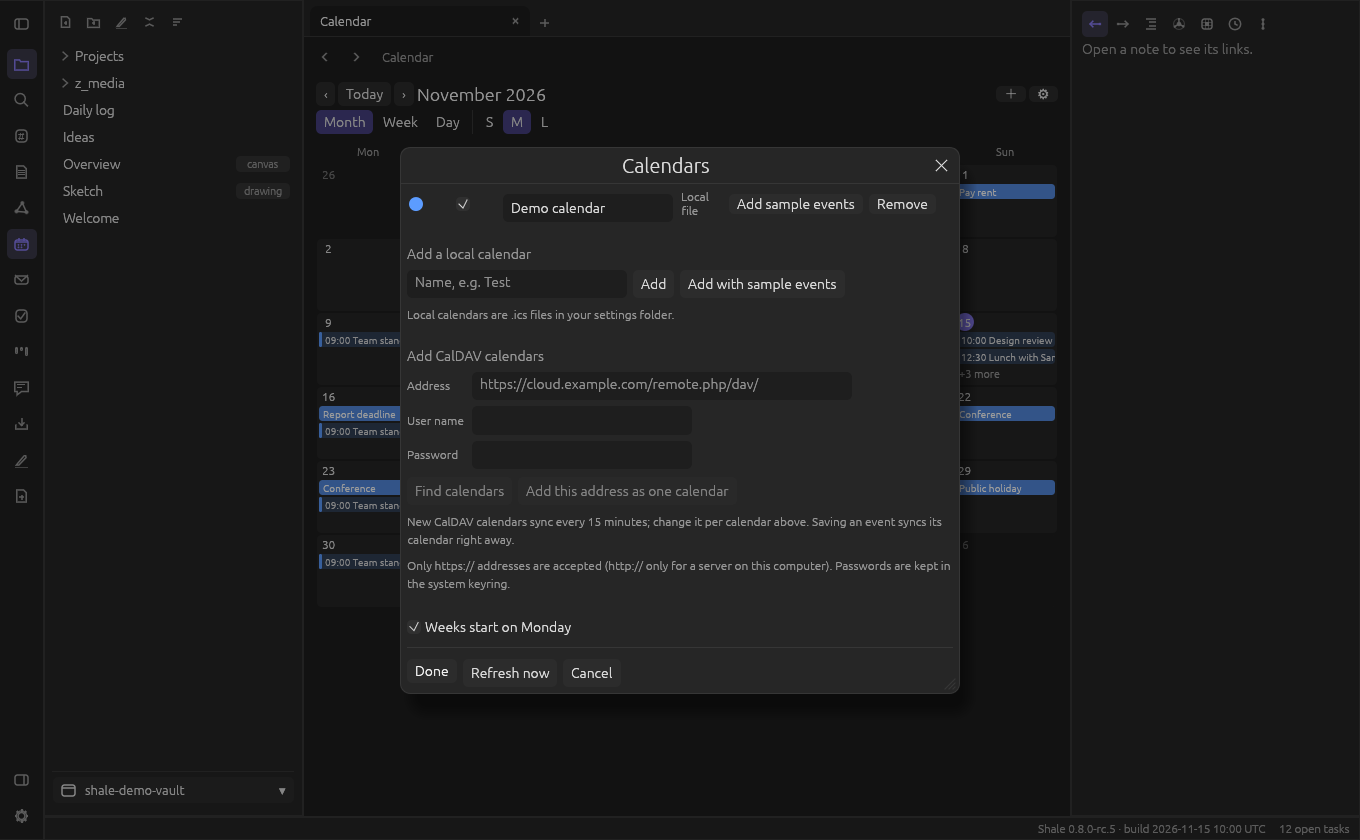 Calendar × +
Projects
z_media
Daily log
Ideas
Overview canvas
Sketch drawing
Welcome
shale-demo-vault
Calendar
‹ Today › November 2026
+
Month Week Day S M L
Mon Sun
26 1
Pay rent
2 8
9 15
09:00 Team stan
10:00 Design review
12:30 Lunch with Sar
+3 more
16 22
Report deadline Conference
09:00 Team stan
23 29
Conference Public holiday
09:00 Team stan
30 6
09:00 Team stan
Calendars
Demo calendar
Local
file
Add sample events Remove
Add a local calendar
Name, e.g. Test Add Add with sample events
Local calendars are .ics files in your settings folder.
Add CalDAV calendars
Address https://cloud.example.com/remote.php/dav/
User name
Password
Find calendars Add this address as one calendar
New CalDAV calendars sync every 15 minutes; change it per calendar above. Saving an event syncs its
calendar right away.
Only https:// addresses are accepted (http:// only for a server on this computer). Passwords are kept in
the system keyring.
Weeks start on Monday
Done Refresh now Cancel
Open a note to see its links.
Shale 0.8.0-rc.5 · build 2026-11-15 10:00 UTC 12 open tasks